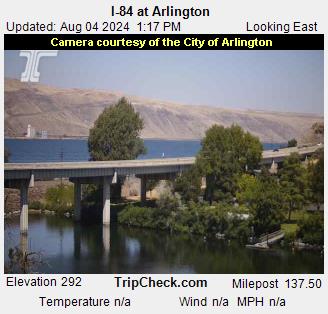 I-84 at Arlington
Updated: Aug 04 2024 1:17 PM Looking East
Camera courtesy of the City of Arlington
Elevation 292 TripCheck.com Milepost 137.50
Temperature n/a Wind n/a MPH n/a